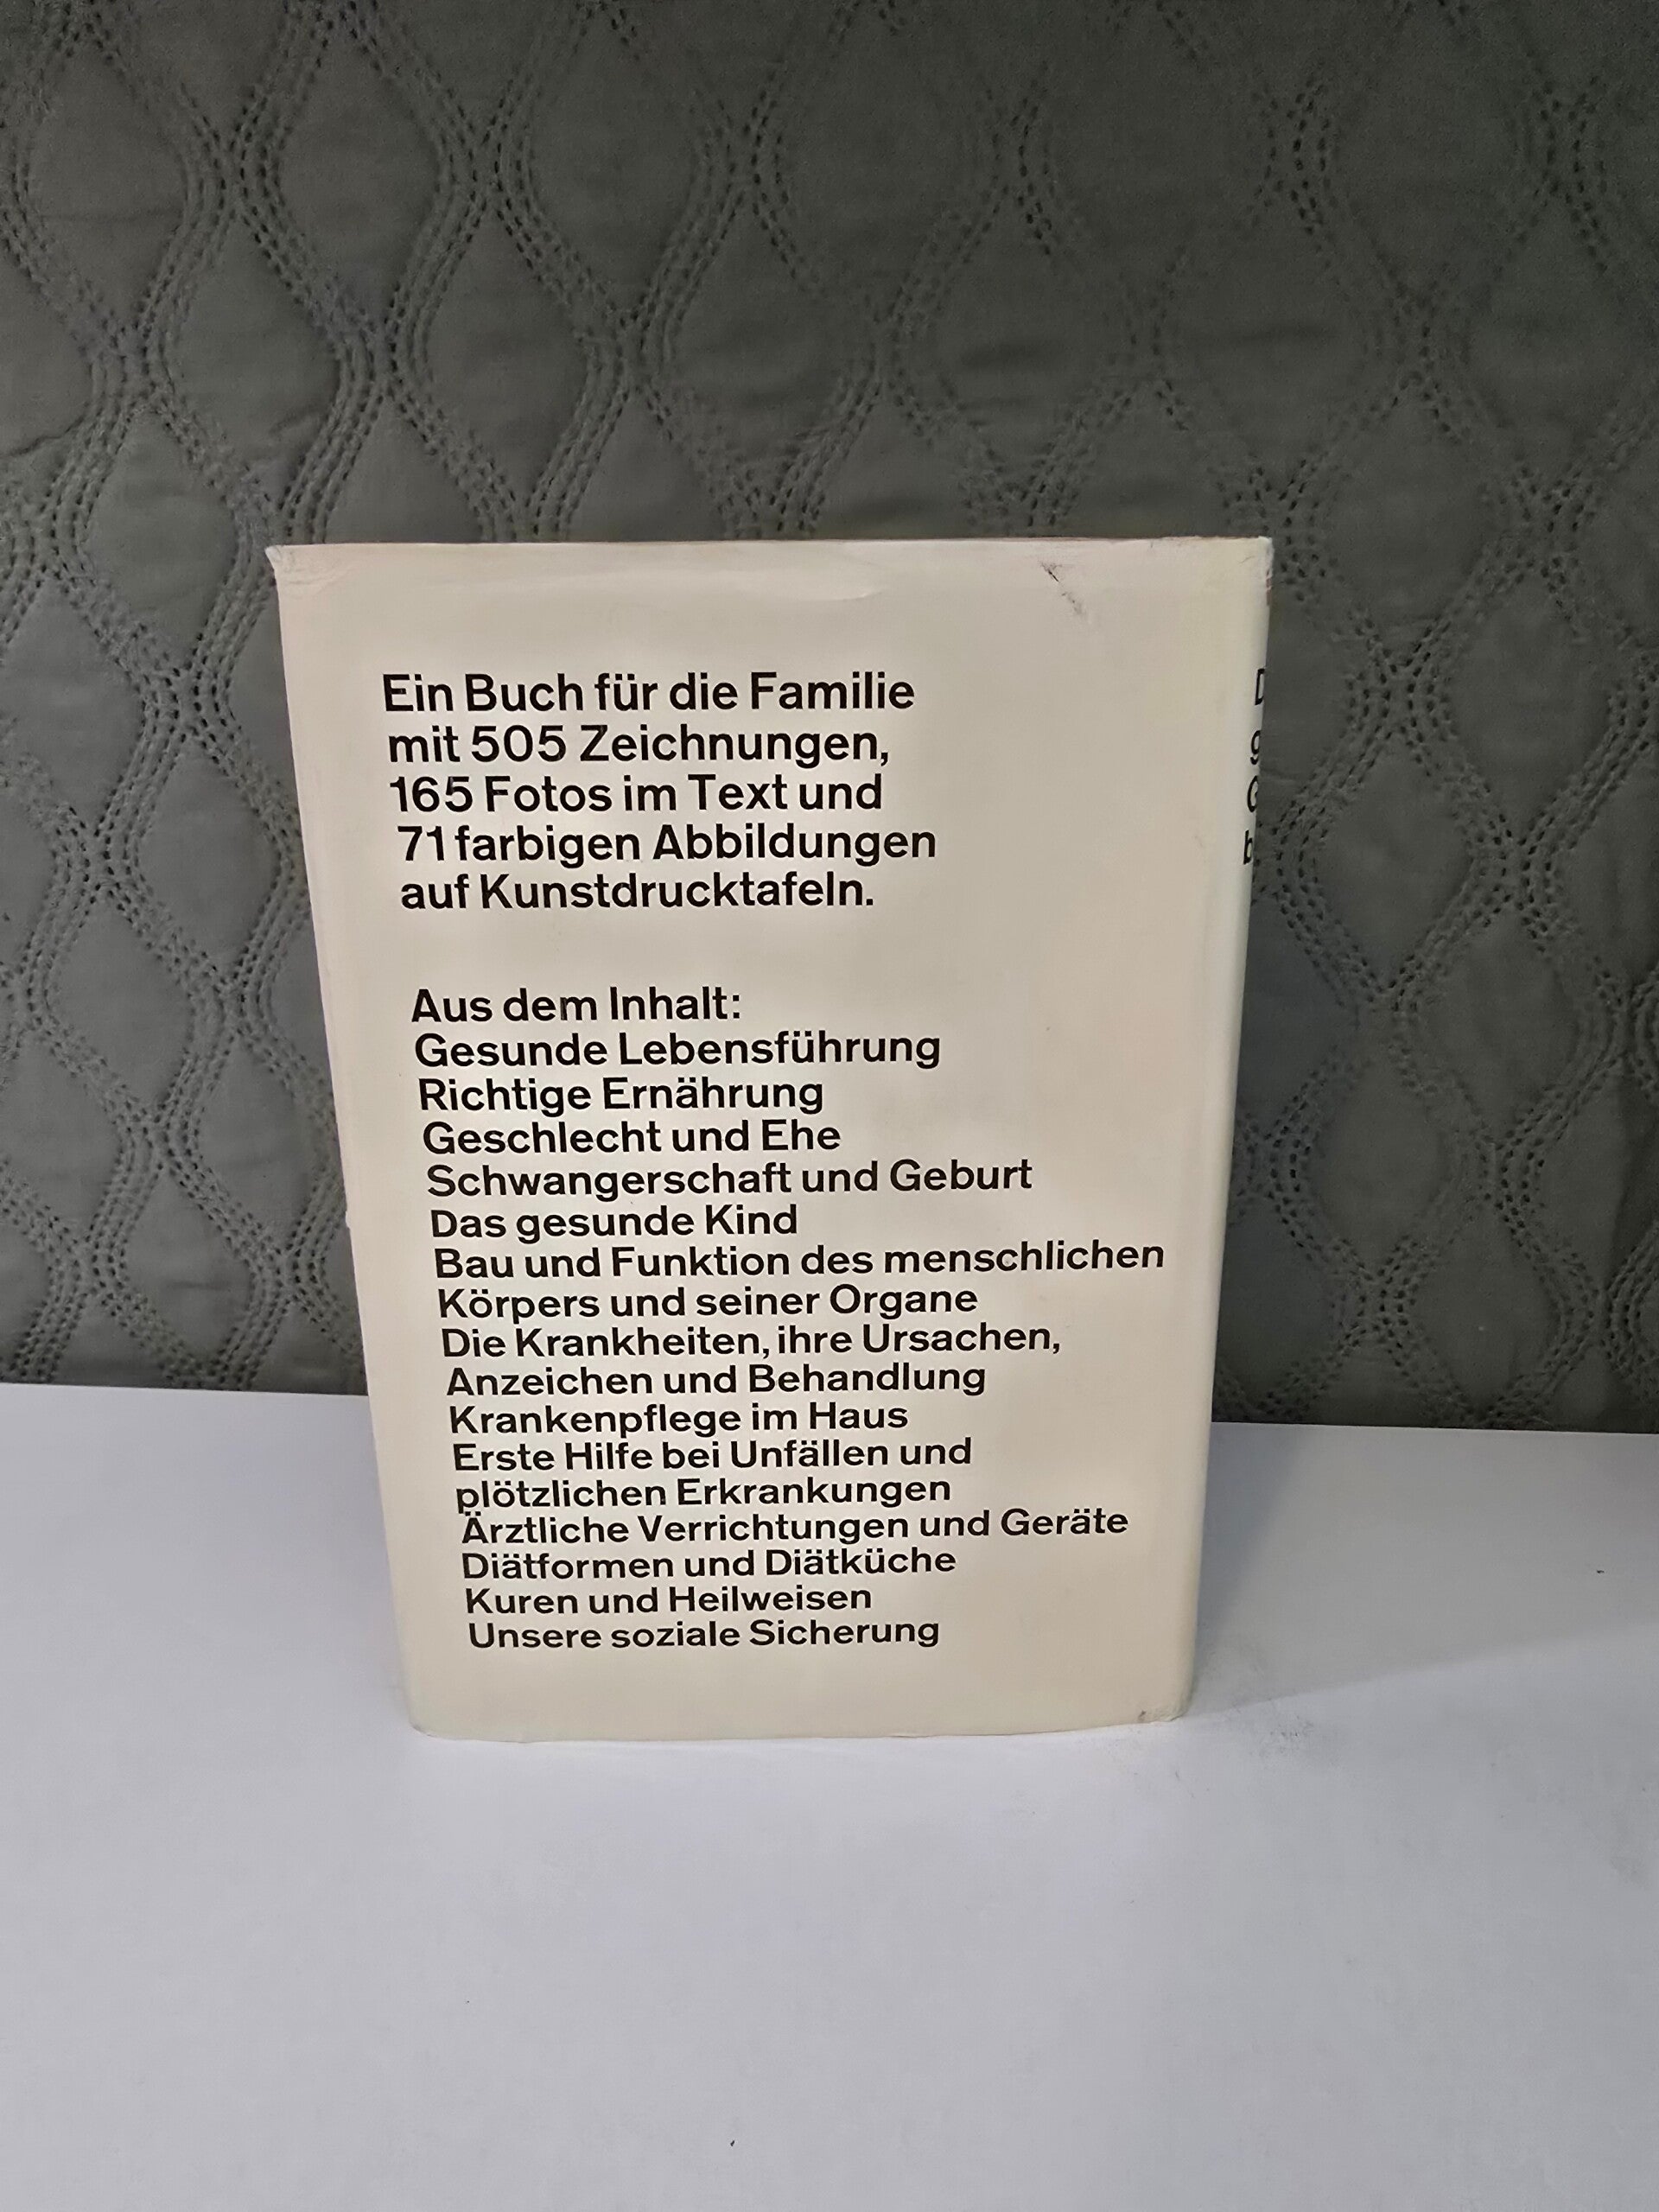 Ein Buch für die Familie
mit 505 Zeichnungen,
165 Fotos im Text und
71 farbigen Abbildungen
auf Kunstdrucktafeln.
Aus dem Inhalt:
Gesunde Lebensführung
Richtige Ernährung
Geschlecht und Ehe
Schwangerschaft und Geburt
Das gesunde Kind
Bau und Funktion des menschlichen
Körpers und seiner Organe
Die Krankheiten, ihre Ursachen,
Anzeichen und Behandlung
Krankenpflege im Haus
Erste Hilfe bei Unfällen und
plötzlichen Erkrankungen
Ärztliche Verrichtungen und Geräte
Diätformen und Diätküche
Kuren und Heilweisen
Unsere soziale Sicherung